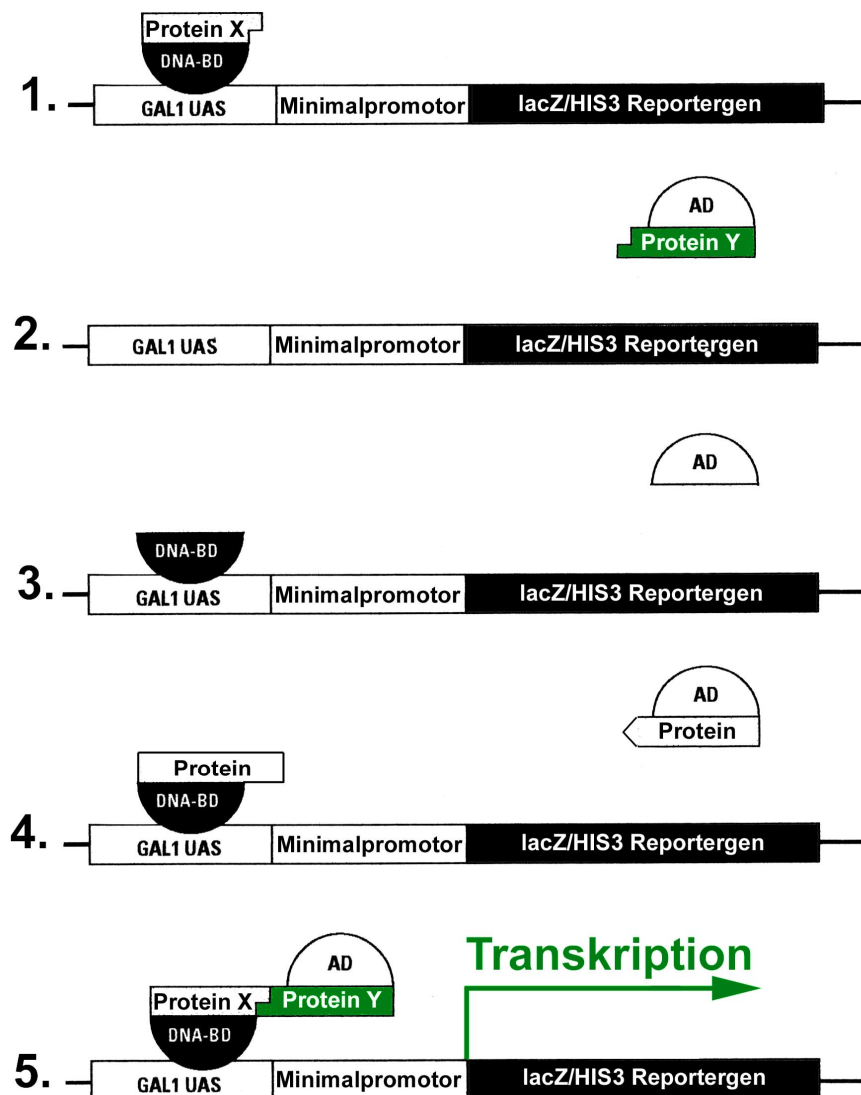 Protein X
DNA-BD
1.
GAL1 UAS Minimalpromotor lacZ/HIS3 Reportergen
AD
Protein Y
2.
GAL1 UAS Minimalpromotor lacZ/HIS3 Reportergen
AD
DNA-BD
3.
GAL1 UAS Minimalpromotor lacZ/HIS3 Reportergen
AD
Protein
Protein
DNA-BD
4.
GAL1 UAS Minimalpromotor lacZ/HIS3 Reportergen
Transkription
AD
Protein X Protein Y
DNA-BD
5.
GAL1 UAS Minimalpromotor lacZ/HIS3 Reportergen